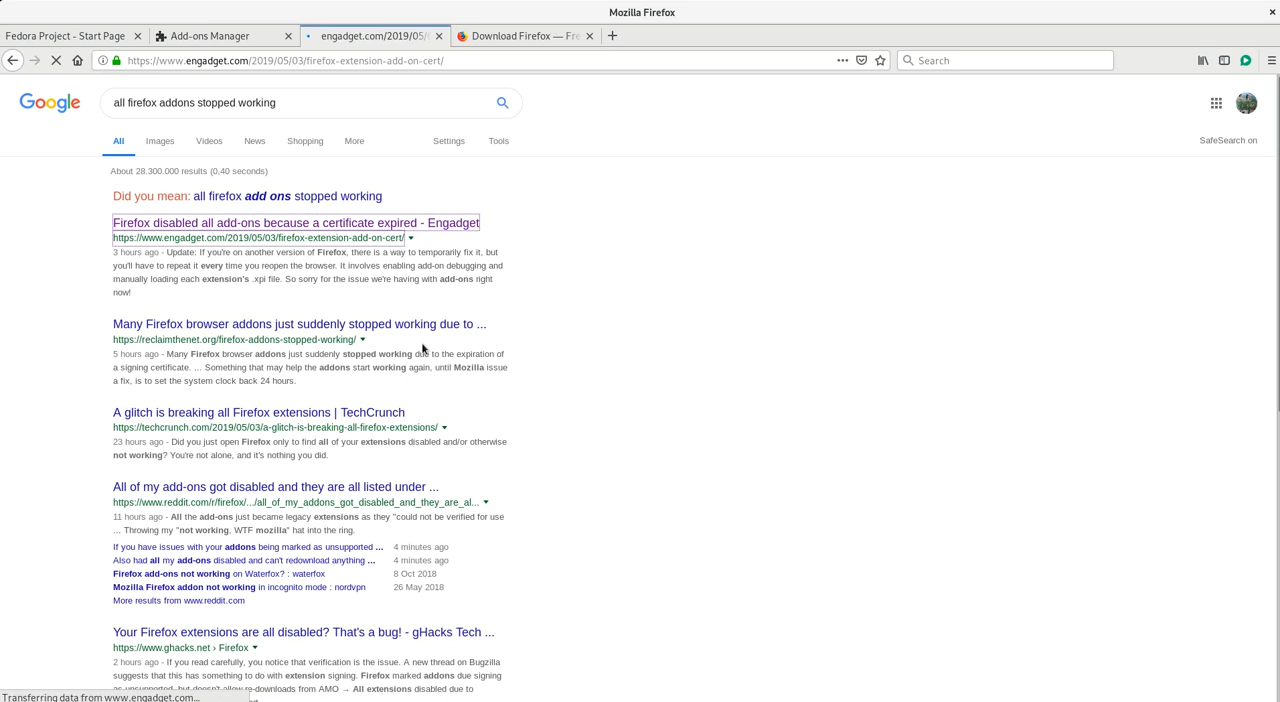 Mozilla Firefox
Fedora Project - Start Page
Add-ons Manager
engadget.com/2019/05/
Download Firefox — Fre
https://www.engadget.com/2019/05/03/firefox-extension-add-on-cert/
Search
Google
all firefox addons stopped working
All Images Videos News Shopping More Settings Tools SafeSearch on
About 28.300.000 results (0,40 seconds)
Did you mean: all firefox add ons stopped working
Firefox disabled all add-ons because a certificate expired - Engadget
https://www.engadget.com/2019/05/03/firefox-extension-add-on-cert/
3 hours ago - Update: If you're on another version of Firefox, there is a way to temporarily fix it, but
you'll have to repeat it every time you reopen the browser. It involves enabling add-on debugging and
manually loading each extension's .xpi file. So sorry for the issue we're having with add-ons right
now!
Many Firefox browser addons just suddenly stopped working due to ...
https://reclaimthenet.org/firefox-addons-stopped-working/
5 hours ago - Many Firefox browser addons just suddenly stopped working due to the expiration of
a signing certificate. ... Something that may help the addons start working again, until Mozilla issue
a fix, is to set the system clock back 24 hours.
A glitch is breaking all Firefox extensions | TechCrunch
https://techcrunch.com/2019/05/03/a-glitch-is-breaking-all-firefox-extensions/
23 hours ago - Did you just open Firefox only to find all of your extensions disabled and/or otherwise
not working? You're not alone, and it's nothing you did.
All of my add-ons got disabled and they are all listed under ...
https://www.reddit.com/r/firefox/.../all_of_my_addons_got_disabled_and_they_are_al...
11 hours ago - All the add-ons just became legacy extensions as they "could not be verified for use
... Throwing my "not working, WTF mozilla" hat into the ring.
If you have issues with your addons being marked as unsupported ... 4 minutes ago
Also had all my add-ons disabled and can't redownload anything ... 4 minutes ago
Firefox add-ons not working on Waterfox? : waterfox 8 Oct 2018
Mozilla Firefox addon not working in incognito mode : nordvpn 26 May 2018
More results from www.reddit.com
Your Firefox extensions are all disabled? That's a bug! - gHacks Tech ...
https://www.ghacks.net › Firefox
2 hours ago - If you read carefully, you notice that verification is the issue. A new thread on Bugzilla
suggests that this has something to do with extension signing. Firefox marked addons due signing
as unsupported, but doesn't allow re-downloads from AMO → All extensions disabled due to
Transferring data from www.engadget.com...